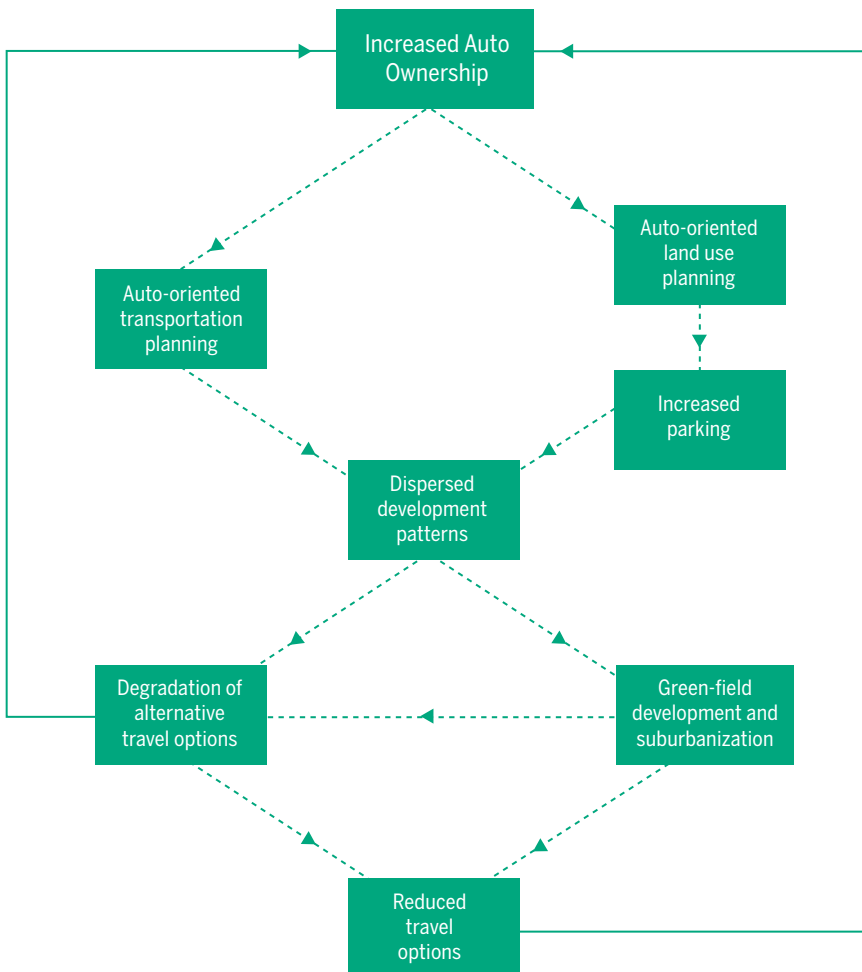 Increased Auto
Ownership
Auto-oriented
land use
planning
Auto-oriented
transportation
planning
Increased
parking
Dispersed
development
patterns
Degradation of
alternative
travel options
Green-field
development and
suburbanization
Reduced
travel
options